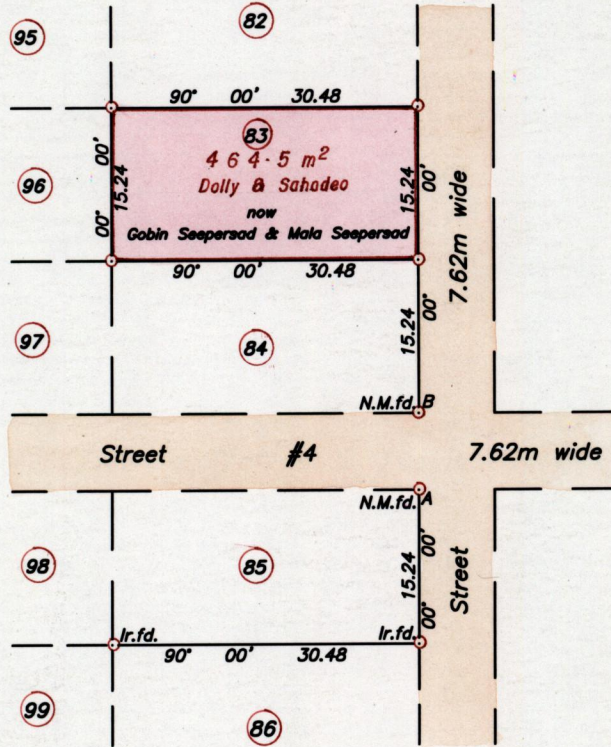 82
95
90° 00' 30.48
83
464.5 m²
Dolly & Sahadeo
now
Gobin Seepersad & Mala Seepersad
00° 00'
15.24
15.24
00'
96
7.62m wide
90° 00' 30.48
15.24 00°
97
84
N.M.fd. B
Street #4 7.62m wide
N.M.fd. A
98
85
15.24
00° 00'
Street
Ir.fd.
Ir.fd.
90° 00' 30.48
99
86